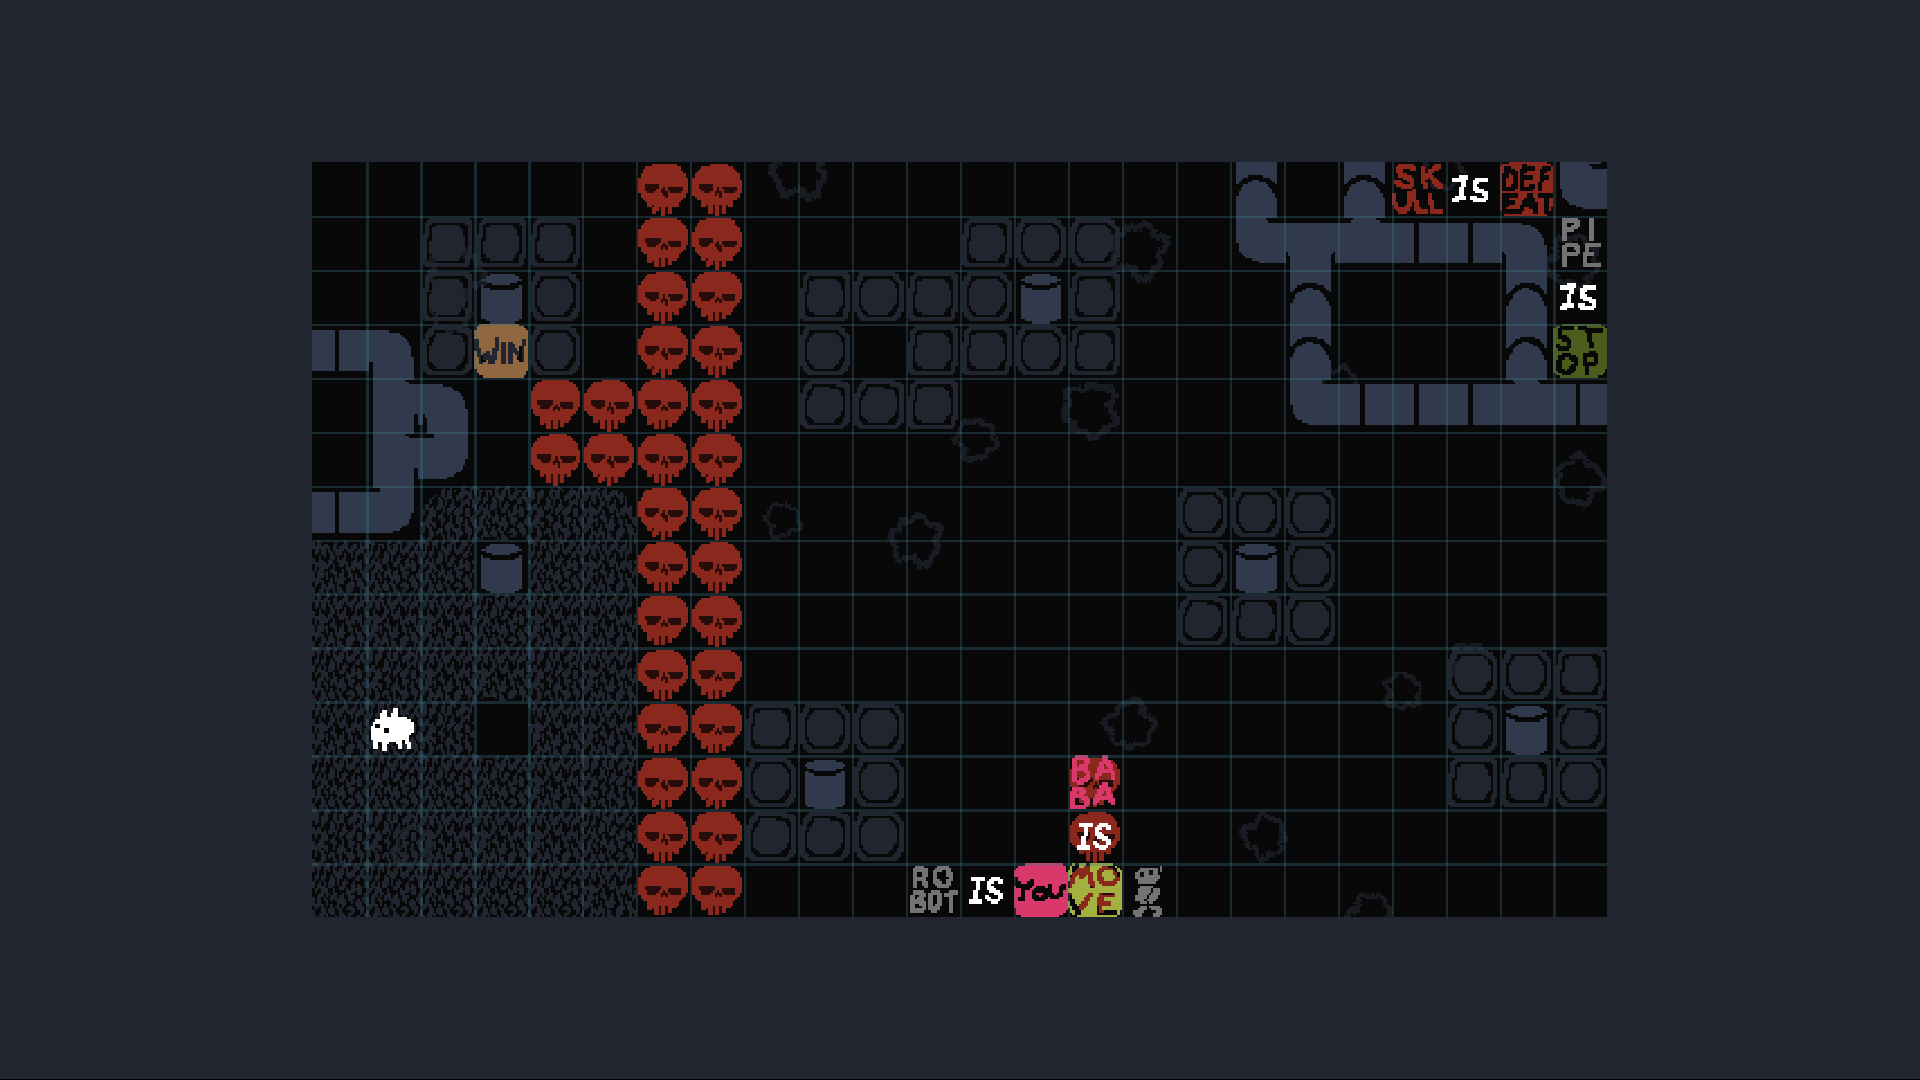 SKULL IS DEFEAT
PIPE
IS
STOP
WIN
BABA
IS
ROBOT IS YOU MOVE